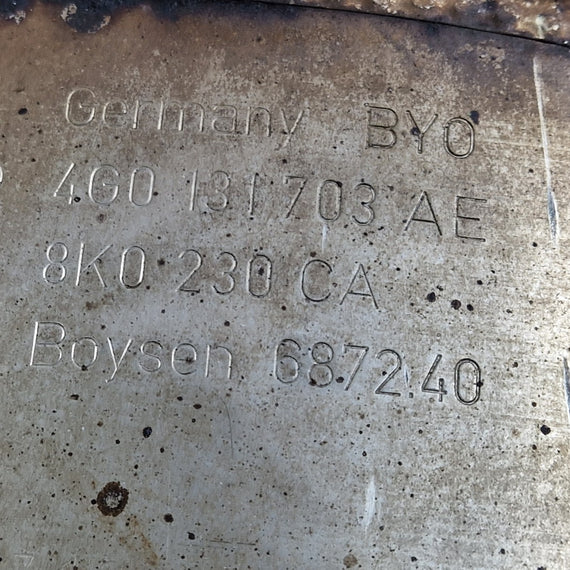 Germany BYO
4G0 131 703 AE
8K0 230 CA
Boysen 6872.40